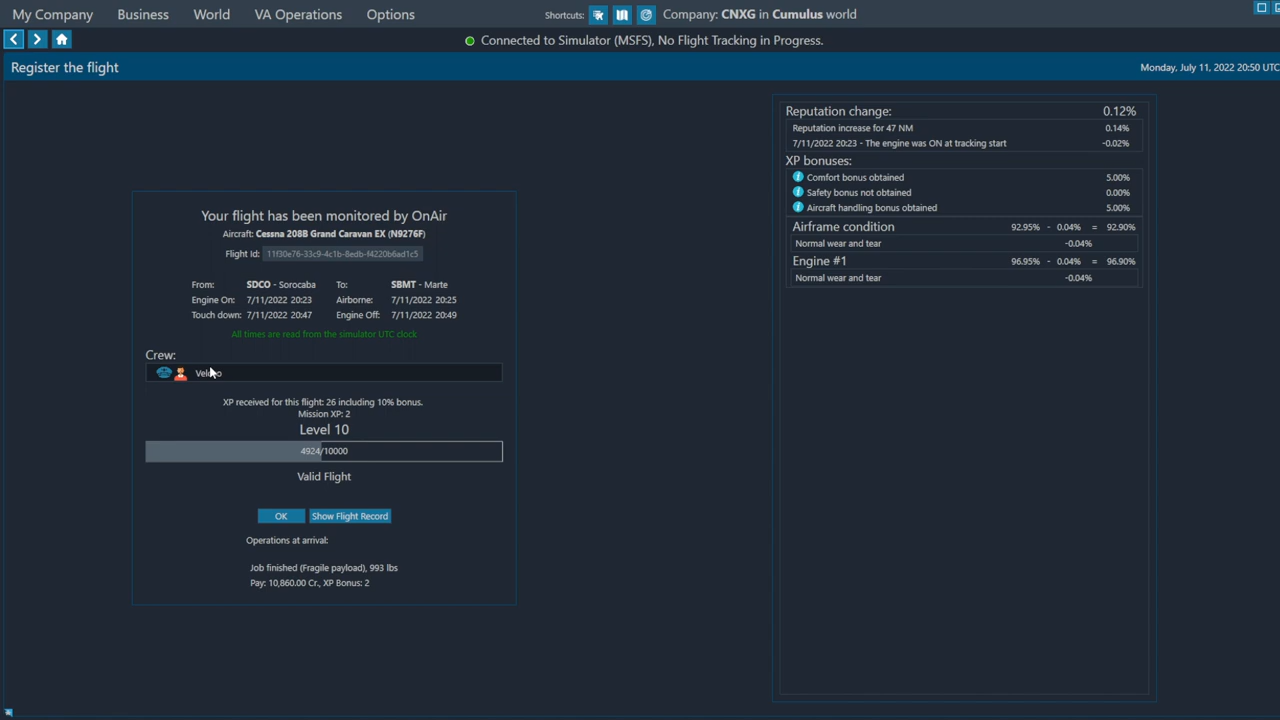 My Company Business World VA Operations Options Shortcuts: Company: CNXG in Cumulus world
Connected to Simulator (MSFS), No Flight Tracking in Progress.
Register the flight Monday, July 11, 2022 20:50 UTC
Your flight has been monitored by OnAir
Aircraft: Cessna 208B Grand Caravan EX (N9276F)
Flight Id: 11f30e76-33c9-4c1b-8edb-f4220b6ad1c5
From: SDCO - Sorocaba To: SBMT - Marte
Engine On: 7/11/2022 20:23 Airborne: 7/11/2022 20:25
Touch down: 7/11/2022 20:47 Engine Off: 7/11/2022 20:49
All times are read from the simulator UTC clock
Crew:
XP received for this flight: 26 including 10% bonus.
Mission XP: 2
Level 10
4924/10000
Valid Flight
OK Show Flight Record
Operations at arrival:
Job finished (Fragile payload), 993 lbs
Pay: 10,860.00 Cr., XP Bonus: 2
Reputation change: 0.12%
Reputation increase for 47 NM 0.14%
7/11/2022 20:23 - The engine was ON at tracking start -0.02%
XP bonuses:
Comfort bonus obtained 5.00%
Safety bonus not obtained 0.00%
Aircraft handling bonus obtained 5.00%
Airframe condition 92.95% - 0.04% = 92.90%
Normal wear and tear -0.04%
Engine #1 96.95% - 0.04% = 96.90%
Normal wear and tear -0.04%